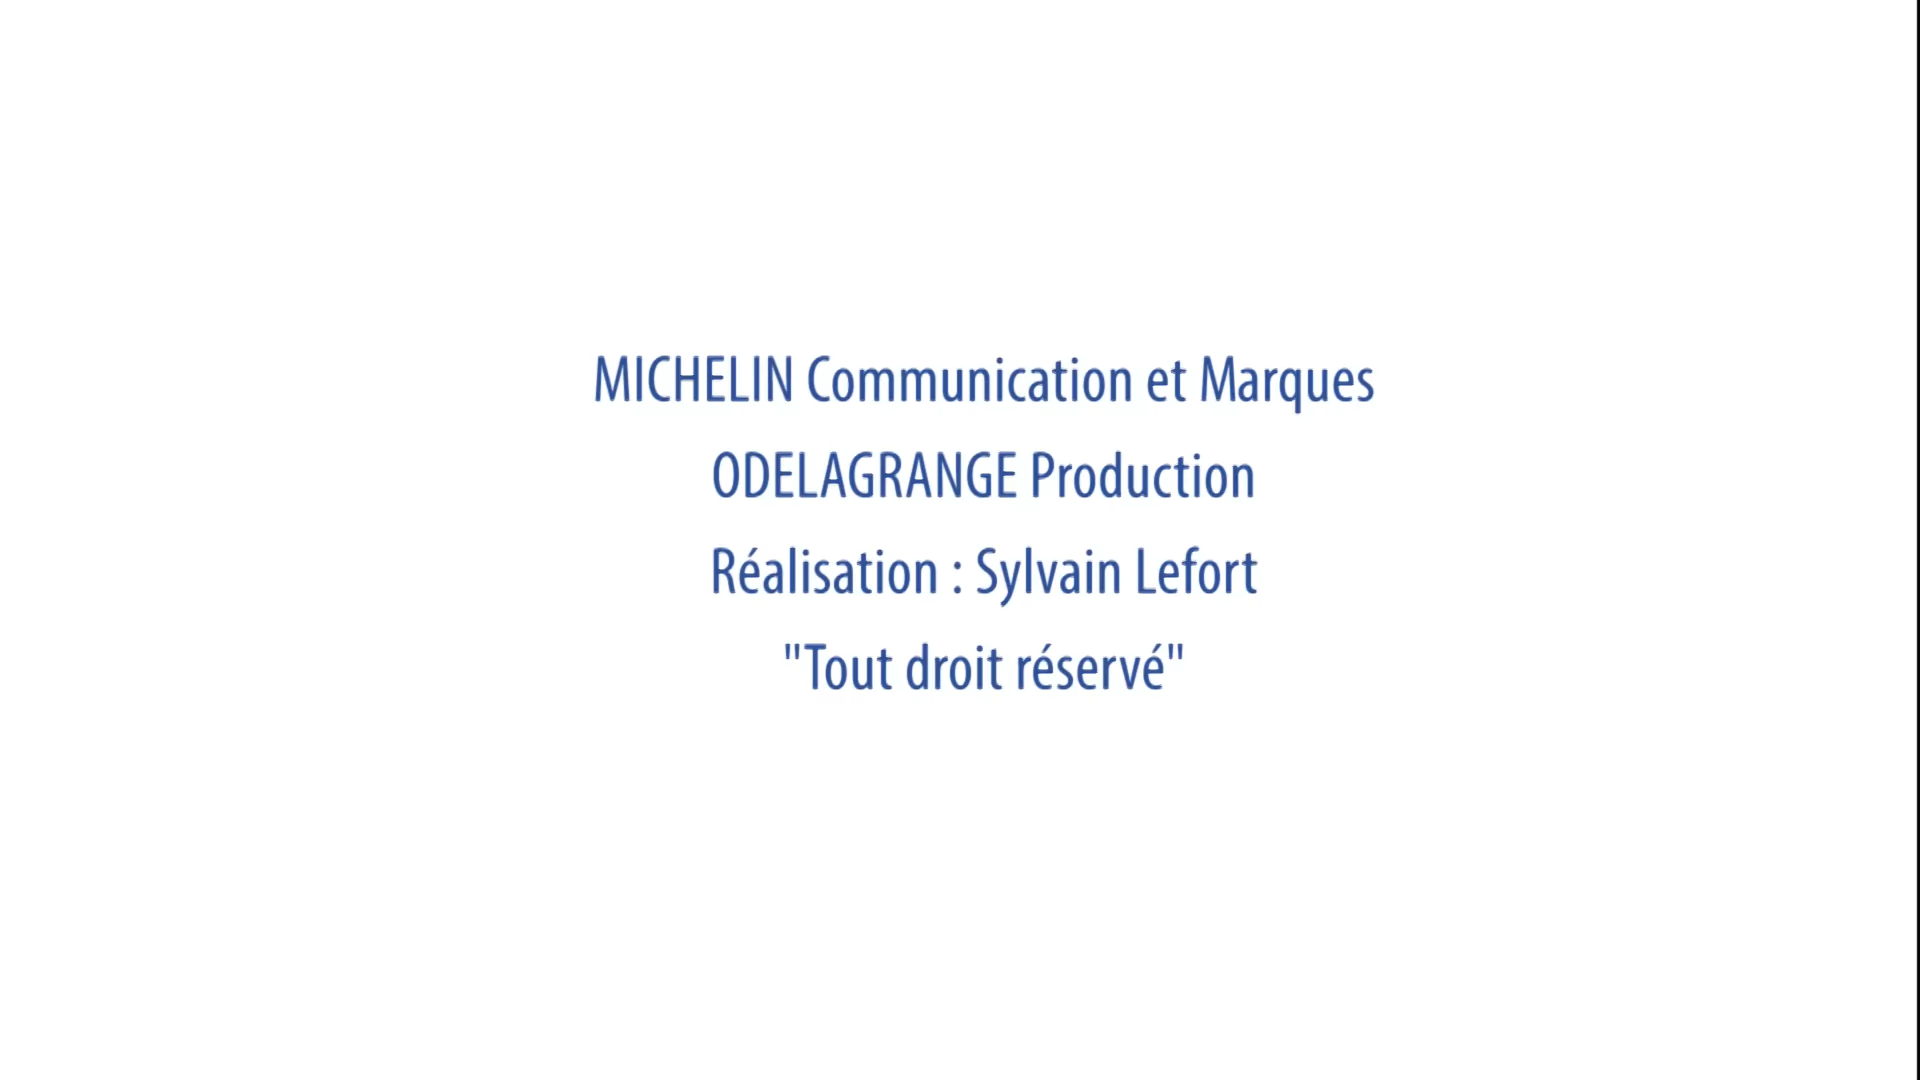 MICHELIN Communication et Marques
ODELAGRANGE Production
Réalisation : Sylvain Lefort
"Tout droit réservé"